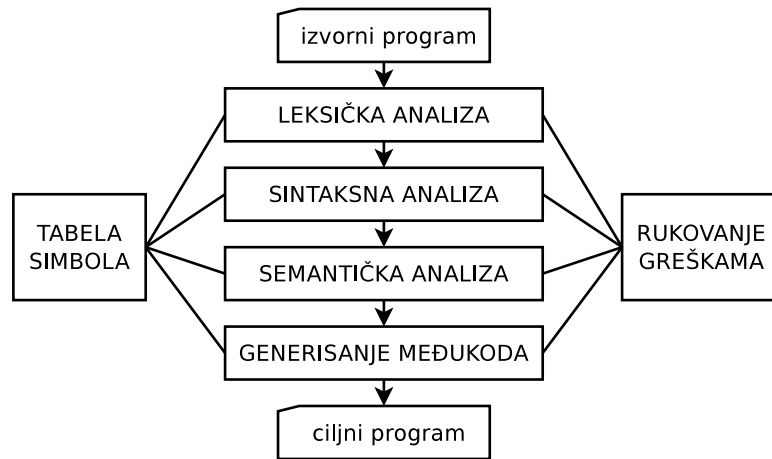 izvorni program
LEKSIČKA ANALIZA
SINTAKSNA ANALIZA
TABELA
SIMBOLA
RUKOVANJE
GREŠKAMA
SEMANTIČKA ANALIZA
GENERISANJE MEĐUKODA
ciljni program